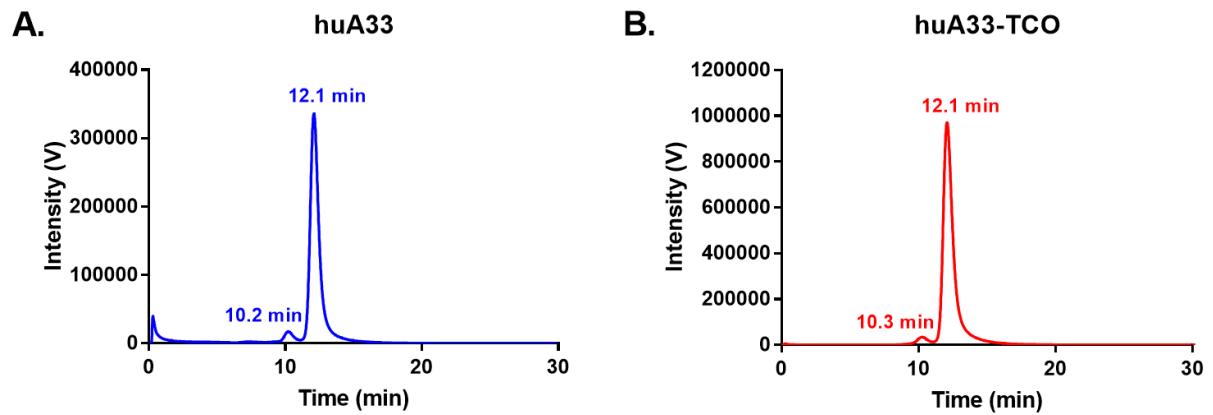 A.
huA33
400000
300000
200000
100000
0
Intensity (V)
12.1 min
10.2 min
0
10
20
30
Time (min)
B.
huA33-TCO
1200000
1000000
800000
600000
400000
200000
0
Intensity (V)
12.1 min
10.3 min
0
10
20
30
Time (min)